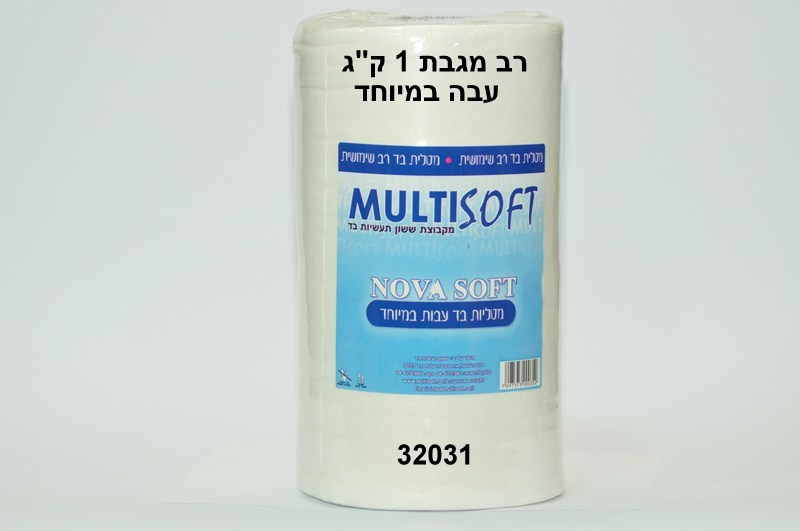 רב מגבת 1 ק"ג
עבה במיוחד
מטלית בד רב שימושית • מטלית בד רב שימושית
MULTISOFT
מקבוצת ששון תעשיות בד
NOVA SOFT
מטליות בד עבות במיוחד
32031